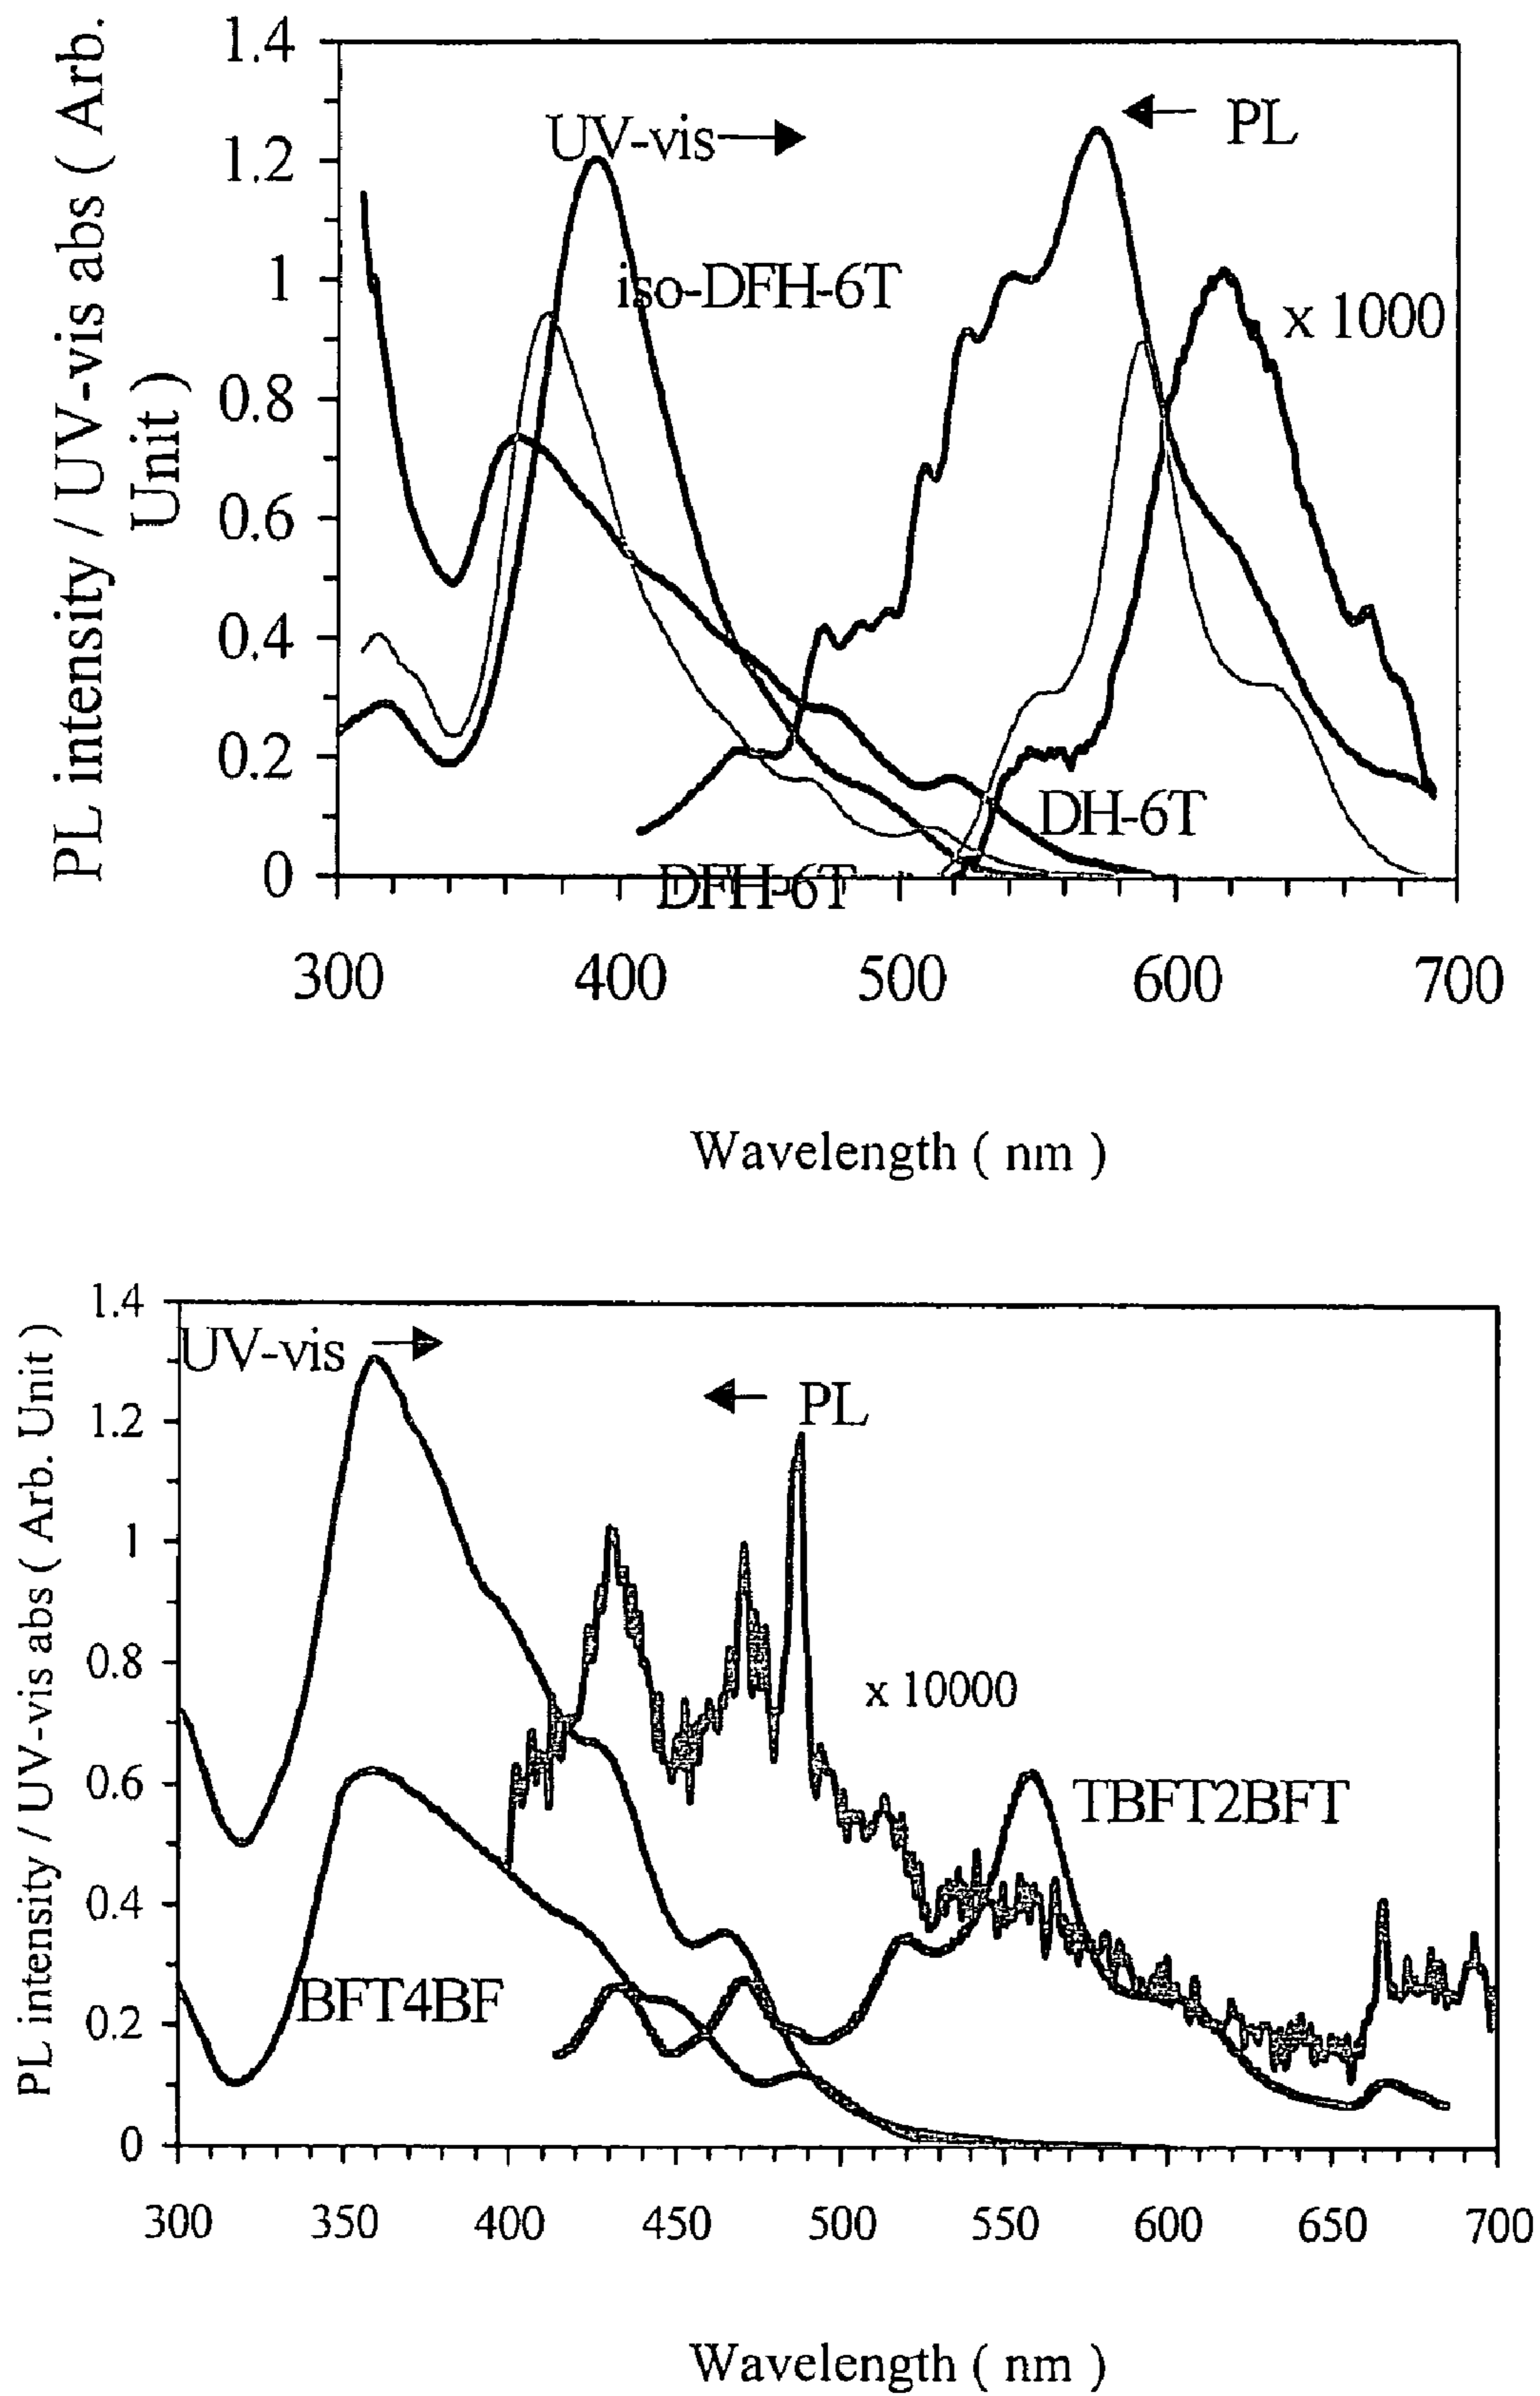 PL intensity / UV-vis abs ( Arb.
Unit )
1.4
1.2
1
0.8
0.6
0.4
0.2
0
UV-vis
PL
iso-DFH-6T
x 1000
DH-6T
DFH-6T
300 400 500 600 700
Wavelength ( nm )
PL intensity / UV-vis abs ( Arb. Unit )
1.4
1.2
1
0.8
0.6
0.4
0.2
0
UV-vis
PL
x 10000
TBFT2BFT
BFT4BF
300 350 400 450 500 550 600 650 700
Wavelength ( nm )